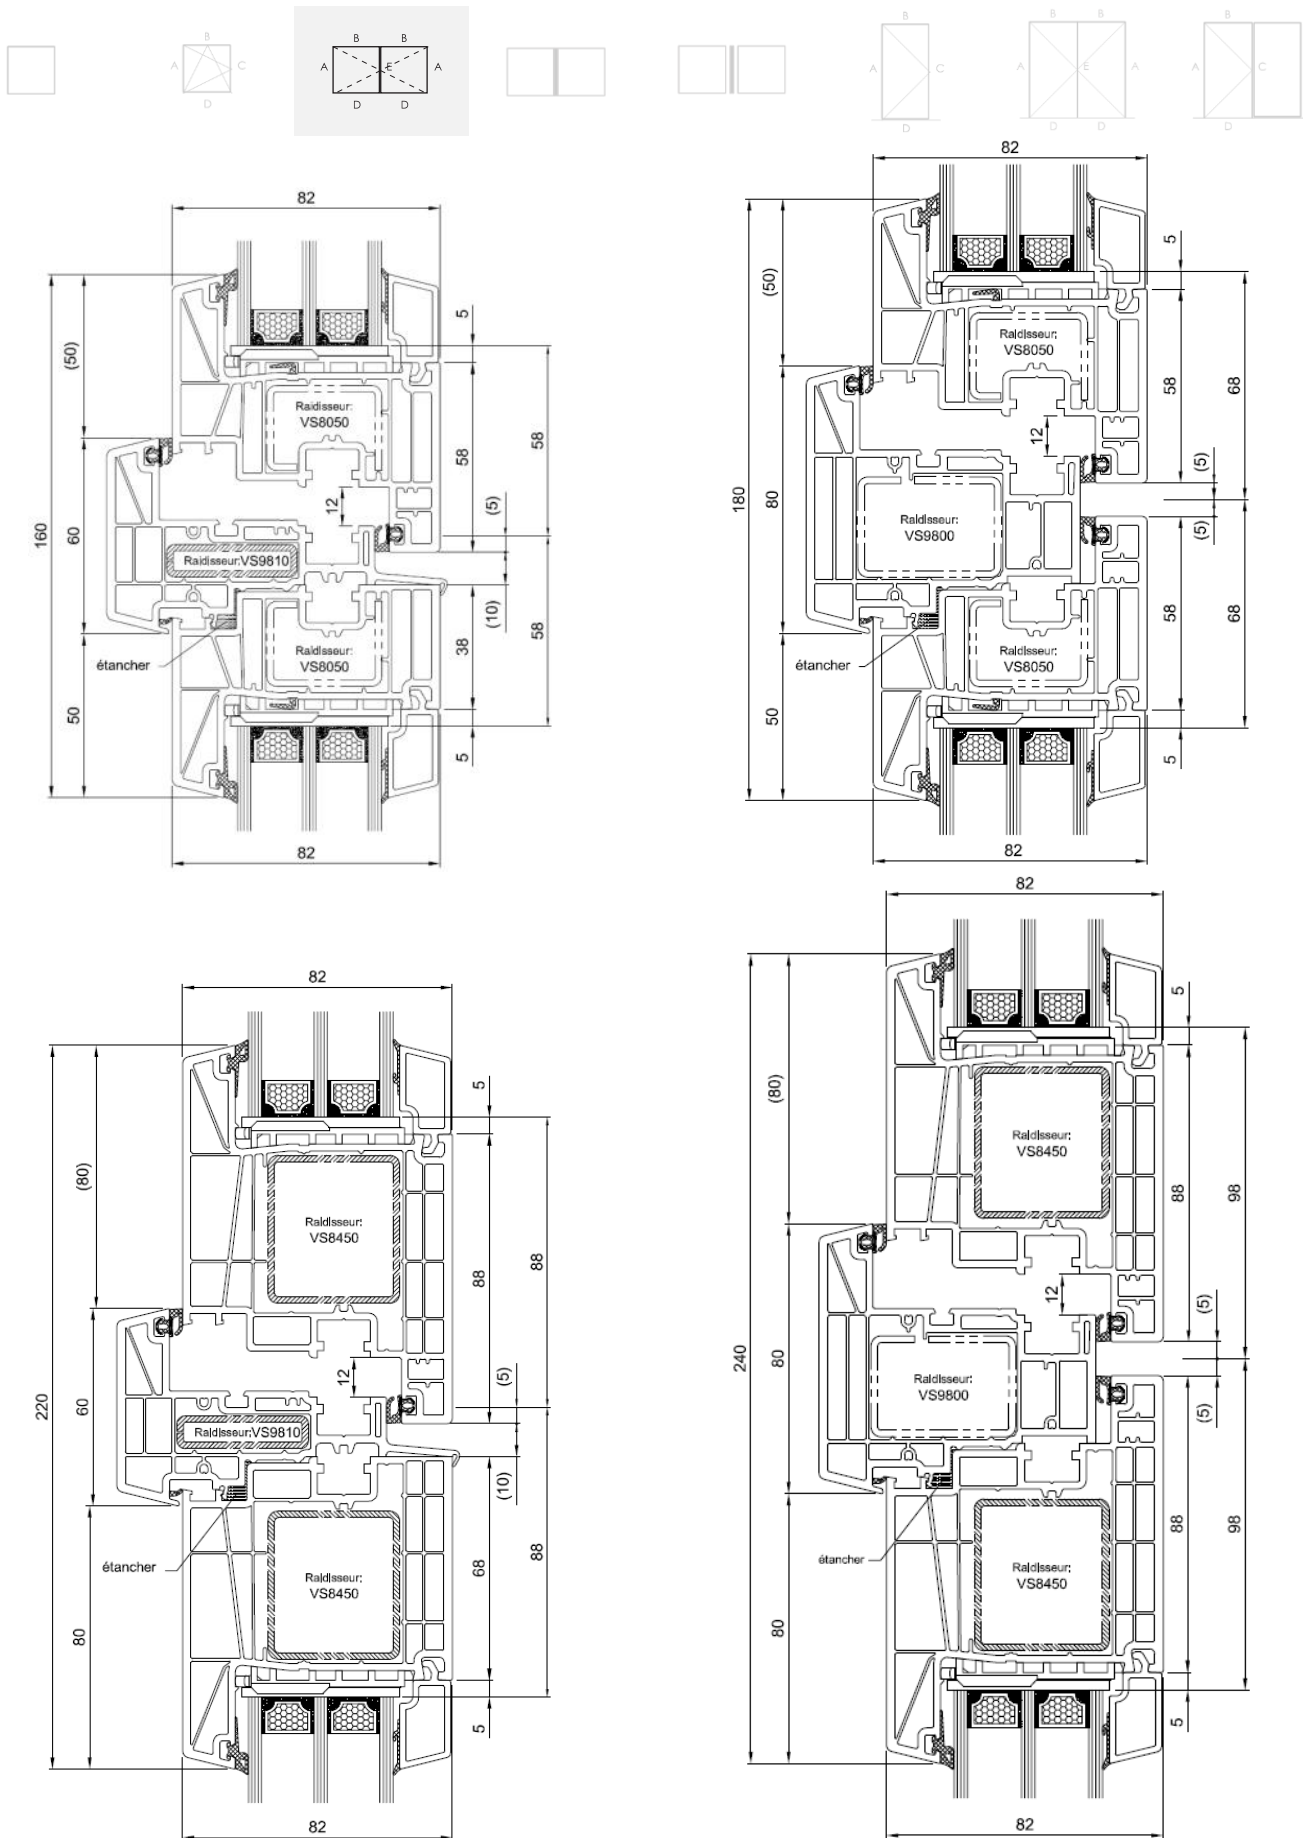 B
A
C
D
B B
A E A
D D
B
A C
D
B B
A E A
D D
B
A C
D
82
160
(50)
60
50
5
58
58
(5)
12
(10)
38
58
5
Raidisseur:
VS8050
Raidisseur:VS9810
Raidisseur:
VS8050
étancher
82
82
180
(50)
80
50
5
58
68
12
(5)
(5)
58
68
5
Raidisseur:
VS8050
Raidisseur:
VS9800
Raidisseur:
VS8050
étancher
82
82
220
(80)
60
80
5
88
88
12
(5)
(10)
68
88
5
Raidisseur:
VS8450
Raidisseur:VS9810
Raidisseur:
VS8450
étancher
82
82
240
(80)
80
80
5
88
98
12
(5)
(5)
88
98
5
Raidisseur:
VS8450
Raidisseur:
VS9800
Raidisseur:
VS8450
étancher
82